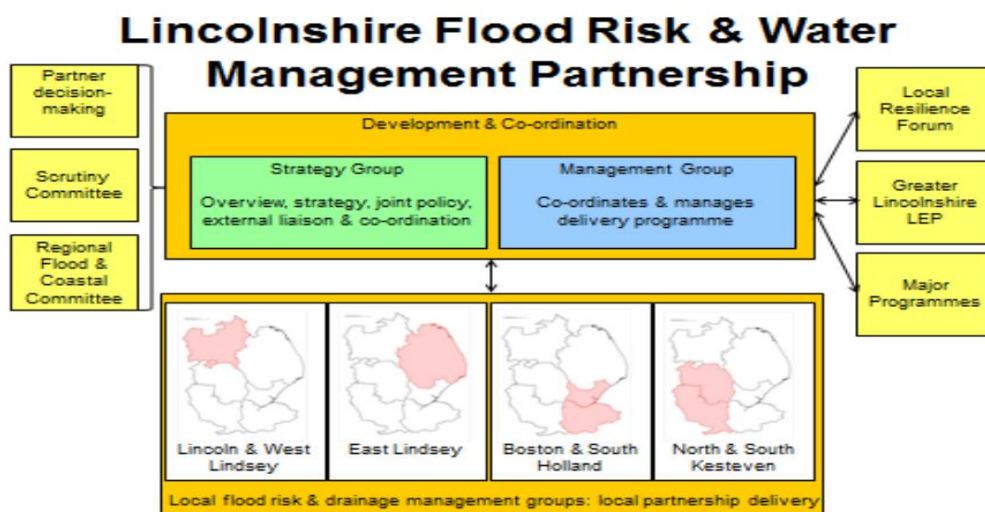 Lincolnshire Flood Risk & Water
Management Partnership
Partner
decision-
making
Scrutiny
Committee
Regional
Flood &
Coastal
Committee
Development & Co-ordination
Strategy Group
Overview, strategy, joint policy,
external liaison & co-ordination
Management Group
Co-ordinates & manages
delivery programme
Local
Resilience
Forum
Greater
Lincolnshire
LEP
Major
Programmes
Lincoln & West
Lindsey
East Lindsey
Boston & South
Holland
North & South
Kesteven
Local flood risk & drainage management groups: local partnership delivery